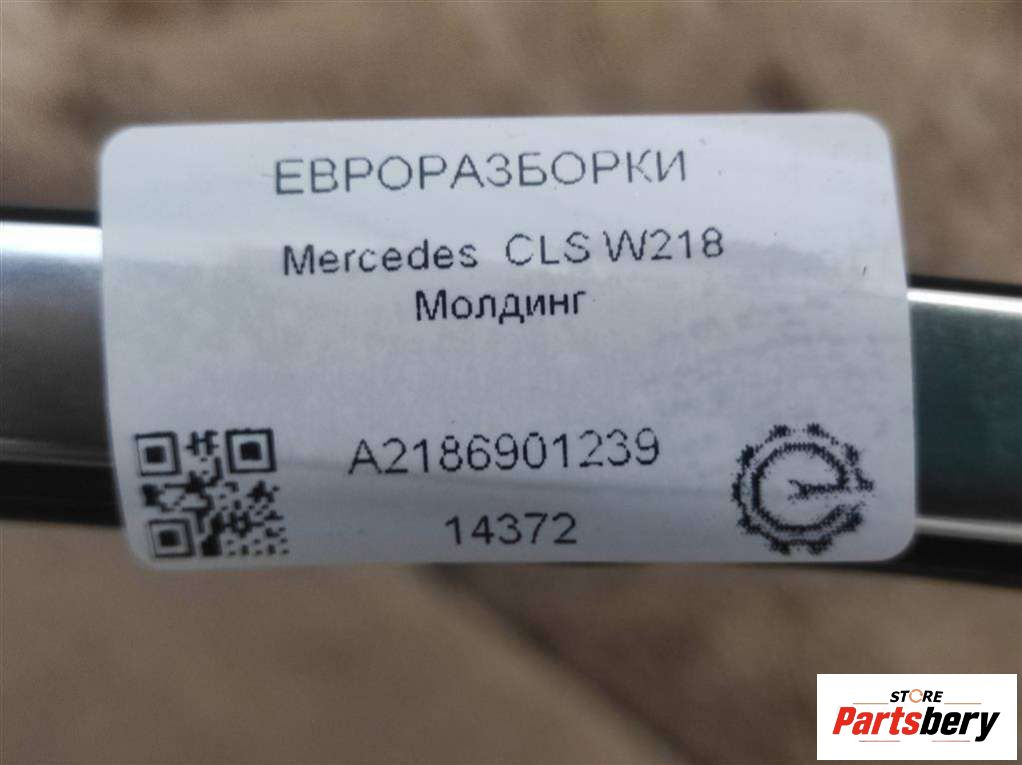 ЕВРОРАЗБОРКИ
Mercedes CLS W218
Молдинг
A2186901239
14372
STORE
Partsbery